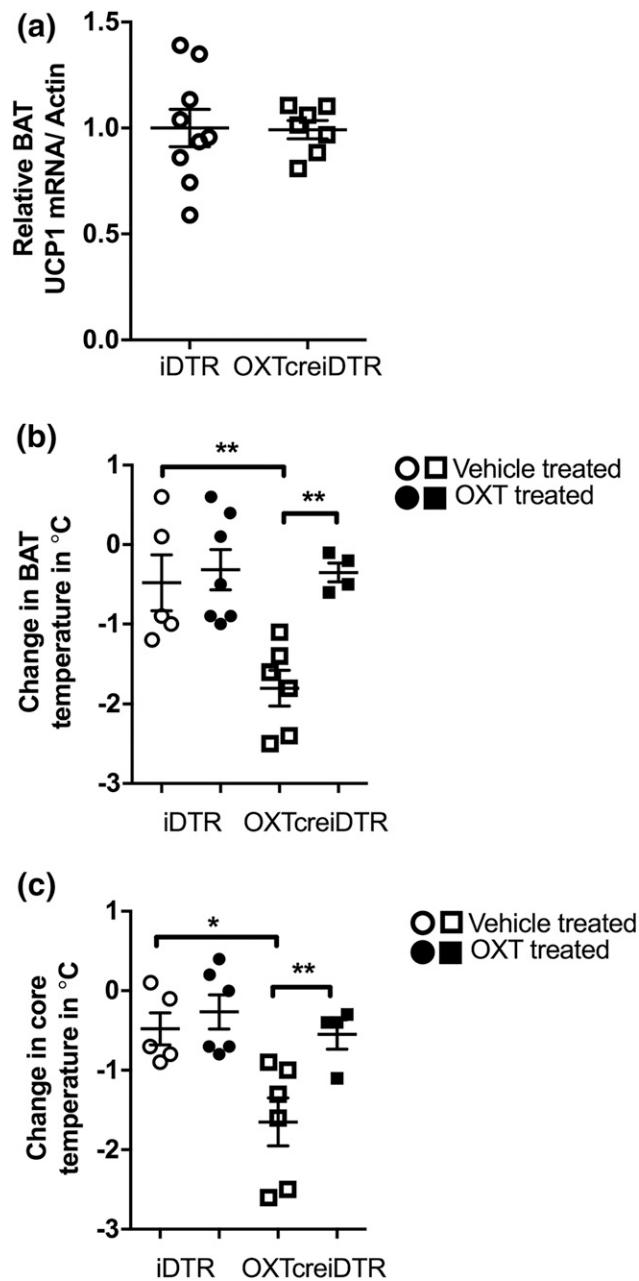 (a)
Relative BAT
UCP1 mRNA/ Actin
1.5
1.0
0.5
0.0
iDTR OXTcreiDTR
(b)
**
**
Vehicle treated
OXT treated
Change in BAT
temperature in °C
1
0
-1
-2
-3
iDTR OXTcreiDTR
(c)
*
**
Vehicle treated
OXT treated
Change in core
temperature in °C
1
0
-1
-2
-3
iDTR OXTcreiDTR